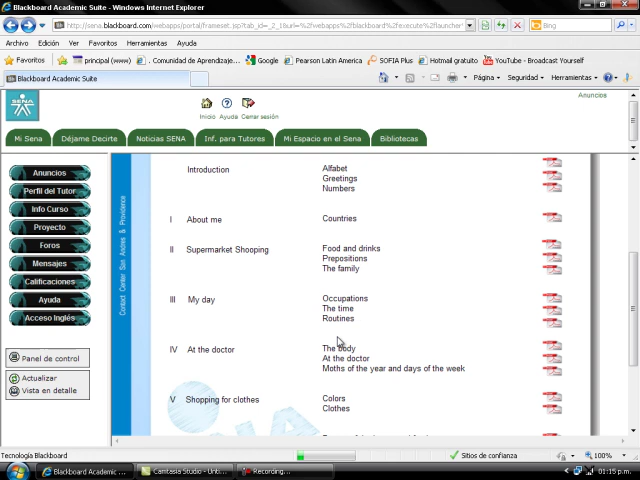 Blackboard Academic Suite - Windows Internet Explorer
http://sena.blackboard.com/webapps/portal/frameset.jsp?tab_id=_2_1&url=%2fwebapps%2fblackboard%2fexecute%2flauncher
Bing
Archivo Edición Ver Favoritos Herramientas Ayuda
Favoritos principal (www) . Comunidad de Aprendizaje... Google Pearson Latin America SOFIA Plus Hotmail gratuito YouTube - Broadcast Yourself
Blackboard Academic Suite
Página Seguridad Herramientas
SENA
Inicio Ayuda Cerrar sesión
Anuncios
Mi Sena Déjame Decirte Noticias SENA Inf. para Tutores Mi Espacio en el Sena Bibliotecas
Anuncios
Perfil del Tutor
Info Curso
Proyecto
Foros
Mensajes
Calificaciones
Ayuda
Acceso Inglés
Panel de control
Actualizar
Vista en detalle
Contact Center San Andres & Providence
Introduction Alfabet
Greetings
Numbers
I About me Countries
II Supermarket Shooping Food and drinks
Prepositions
The family
III My day Occupations
The time
Routines
IV At the doctor The body
At the doctor
Moths of the year and days of the week
V Shopping for clothes Colors
Clothes
Tecnología Blackboard Sitios de confianza 100%
Blackboard Academic ... Camtasia Studio - Unti... Recording... 01:15 p.m.